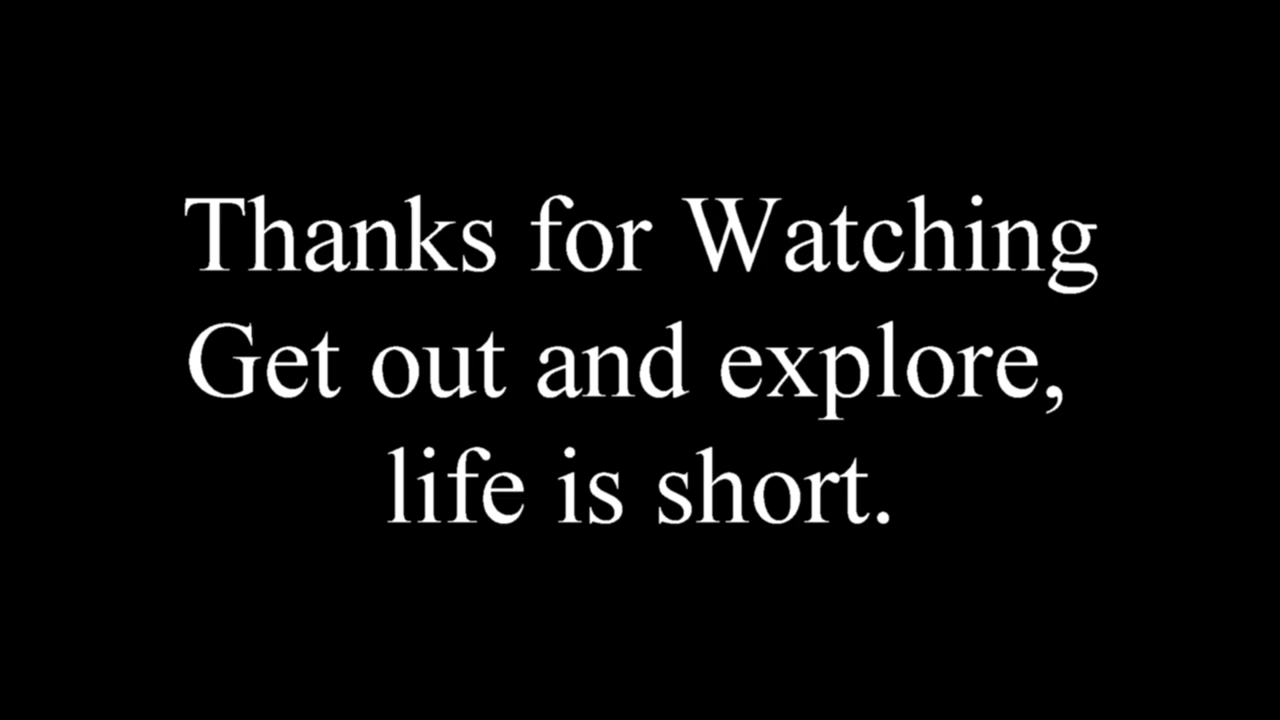 Thanks for Watching
Get out and explore,
life is short.